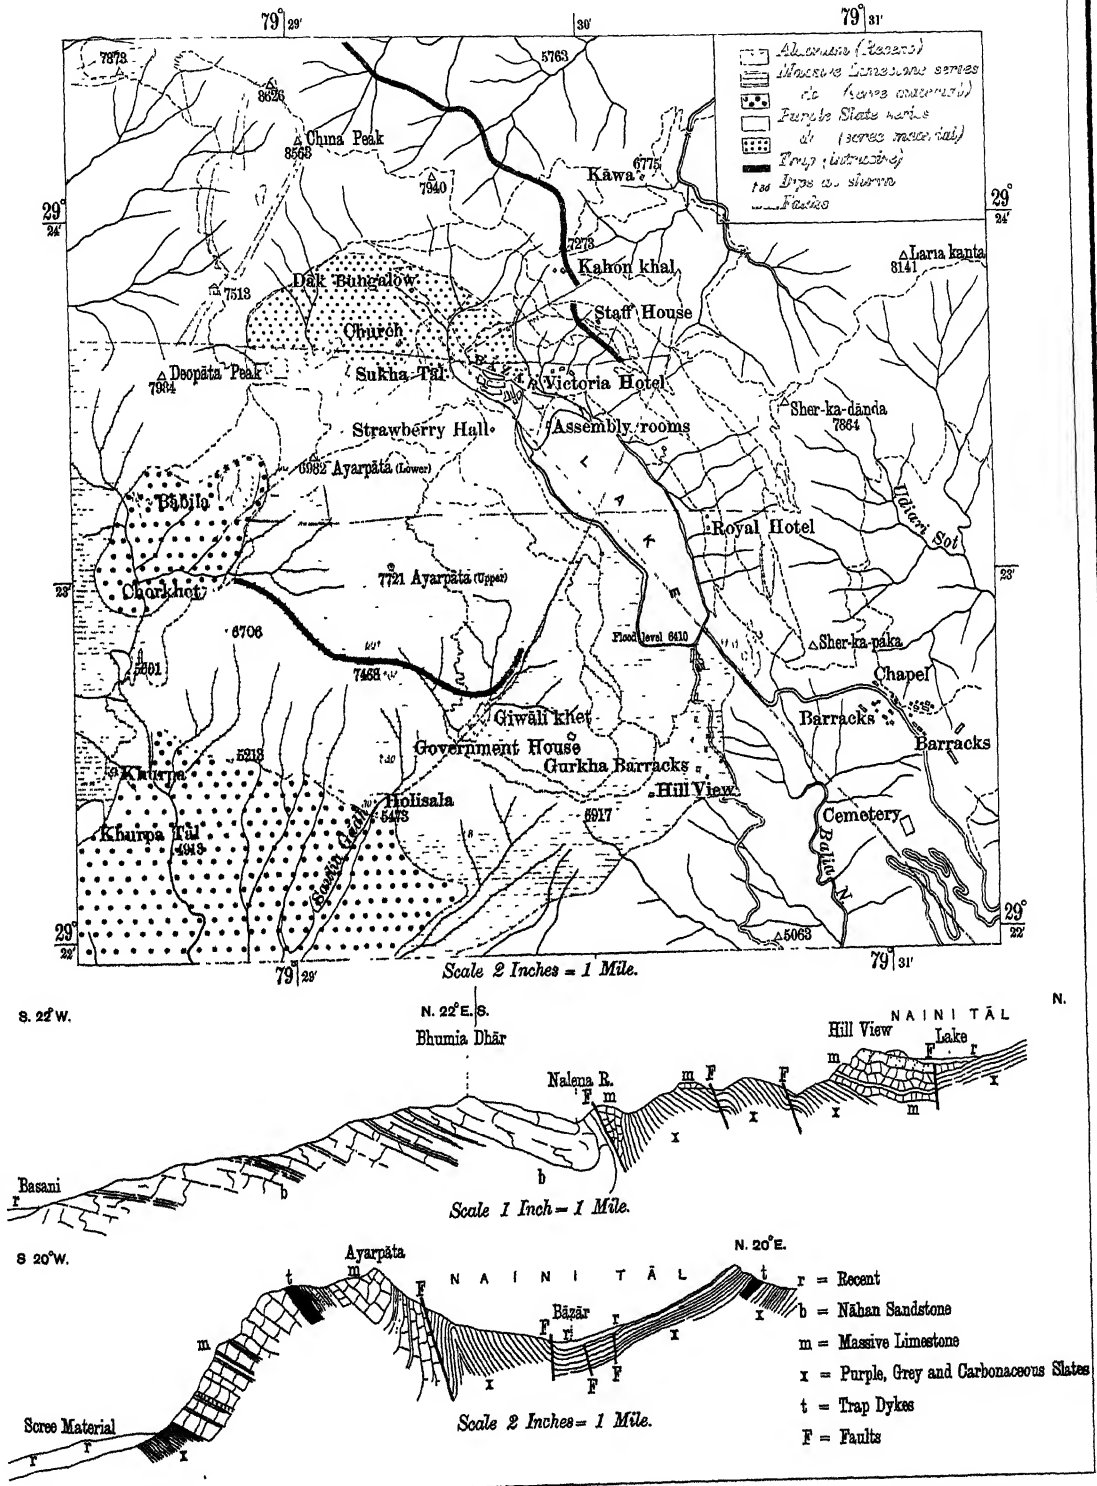 79° 29'
30'
79° 31'
7873
5763
8626
China Peak
8563
7940
6775
Kāwa
29°
24'
29°
24'
7273
Kahon khal
Laria kanta
8141
Dāk Bungalow
7513
Staff House
Church
Deopāta Peak
7984
Sukha Tāl
Victoria Hotel
Sher-ka-dānda
7864
Strawberry Hall
Assembly rooms
6982 Ayarpāta (Lower)
L A K E
Babila
Royal Hotel
Udiari Sot
7721 Ayarpāta (Upper)
23'
23'
Chorkhet
6706
Flood level 6410
Sher-ka-pāka
5601
7468
Chapel
Giwāli khet
Barracks
Government House
Barracks
5213
Gurkha Barracks
Khurpa
Hill View
Holisala
5473
5917
Cemetery
Khurpa Tāl
4913
Balia N.
29°
22'
5063
29°
22'
79° 29'
79° 31'
Scale 2 Inches = 1 Mile.
S. 22°W.
N. 22°E. S.
N.
Bhumia Dhār
NAINI TĀL
Hill View
Lake
Nalena R.
F
m
m
F
F
m
F
r
x
x
x
x
m
Basani
r
b
b
Scale 1 Inch = 1 Mile.
S 20°W.
N. 20°E.
Ayarpāta
NAINI TĀL
t
m
F
Bāzār
t
r = Recent
F
r
r
x
x
b = Nāhan Sandstone
m
m = Massive Limestone
x
F
F
x = Purple, Grey and Carbonaceous Slates
Scree Material
r
r
x
Scale 2 Inches = 1 Mile.
t = Trap Dykes
F = Faults